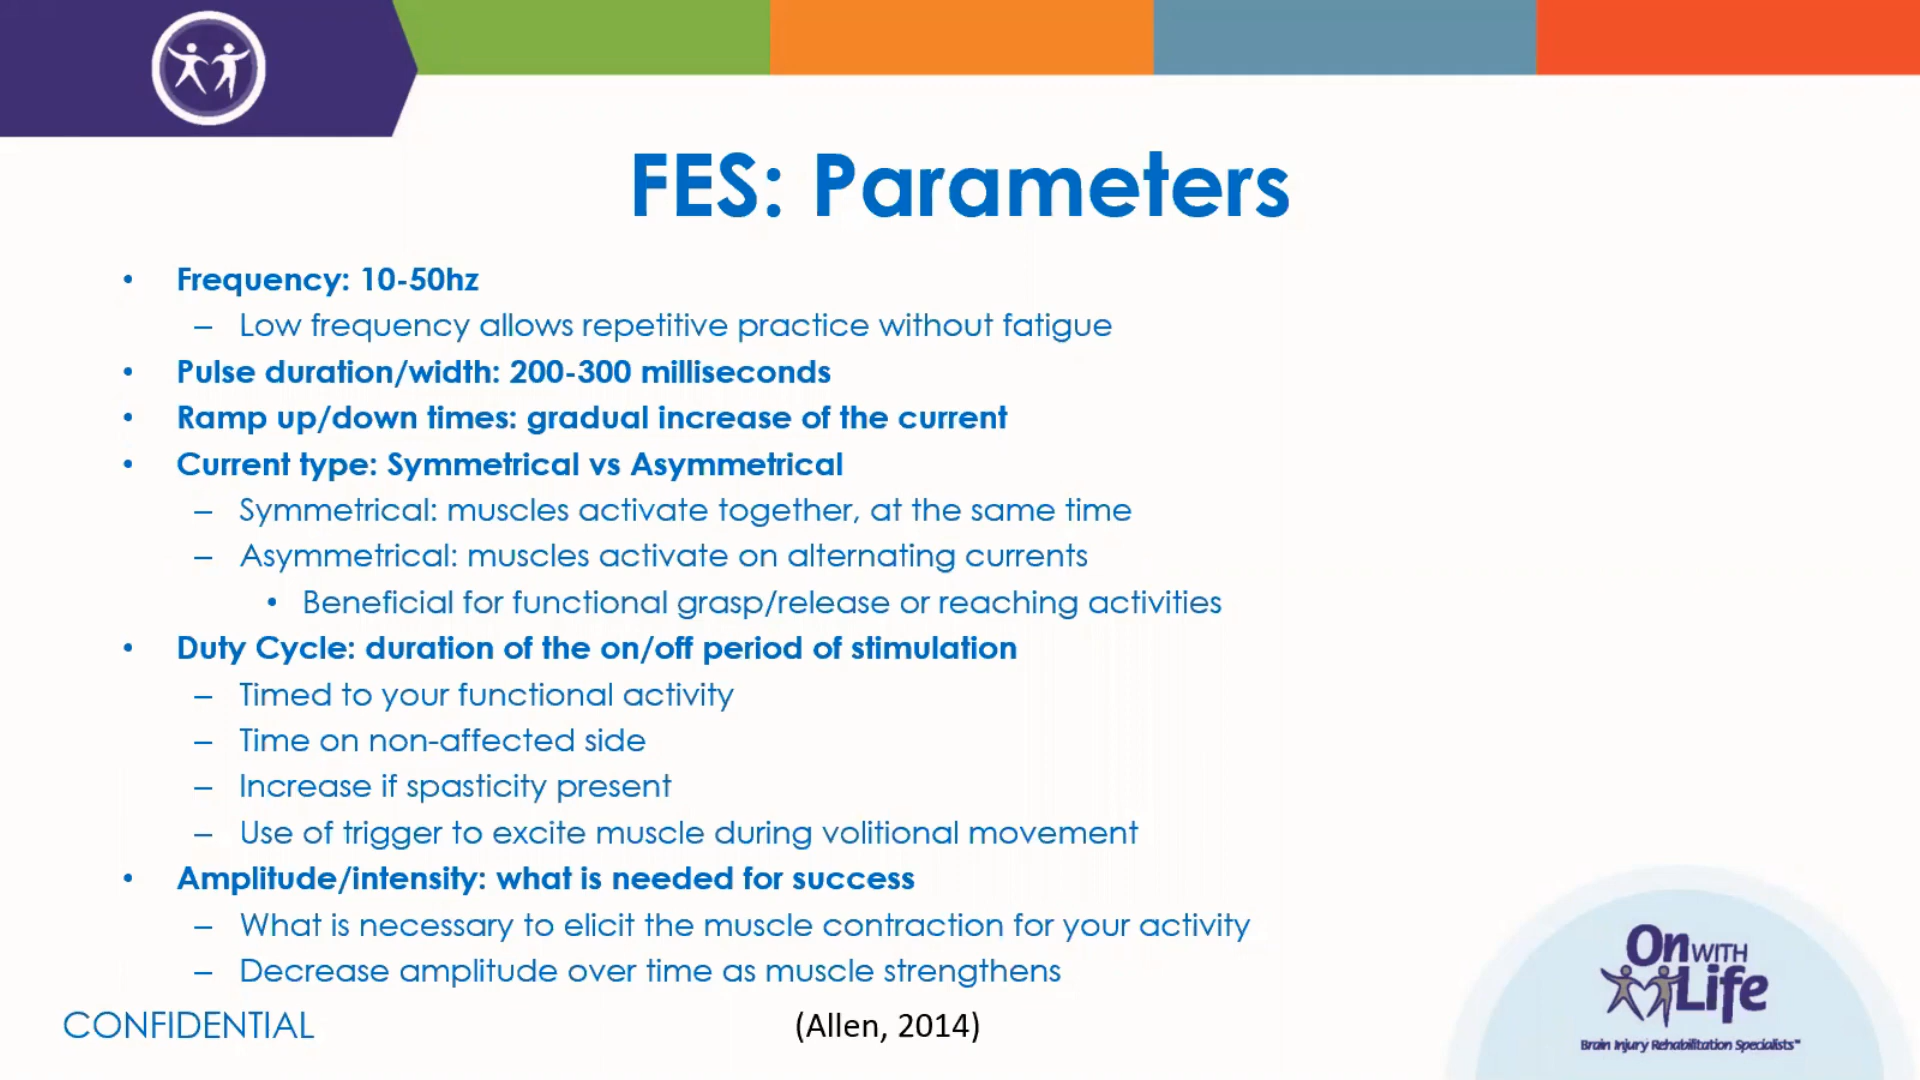 FES: Parameters
• Frequency: 10-50hz
– Low frequency allows repetitive practice without fatigue
• Pulse duration/width: 200-300 milliseconds
• Ramp up/down times: gradual increase of the current
• Current type: Symmetrical vs Asymmetrical
– Symmetrical: muscles activate together, at the same time
– Asymmetrical: muscles activate on alternating currents
• Beneficial for functional grasp/release or reaching activities
• Duty Cycle: duration of the on/off period of stimulation
– Timed to your functional activity
– Time on non-affected side
– Increase if spasticity present
– Use of trigger to excite muscle during volitional movement
• Amplitude/intensity: what is needed for success
– What is necessary to elicit the muscle contraction for your activity
– Decrease amplitude over time as muscle strengthens
CONFIDENTIAL
(Allen, 2014)
On WITH
Life
Brain Injury Rehabilitation Specialists™